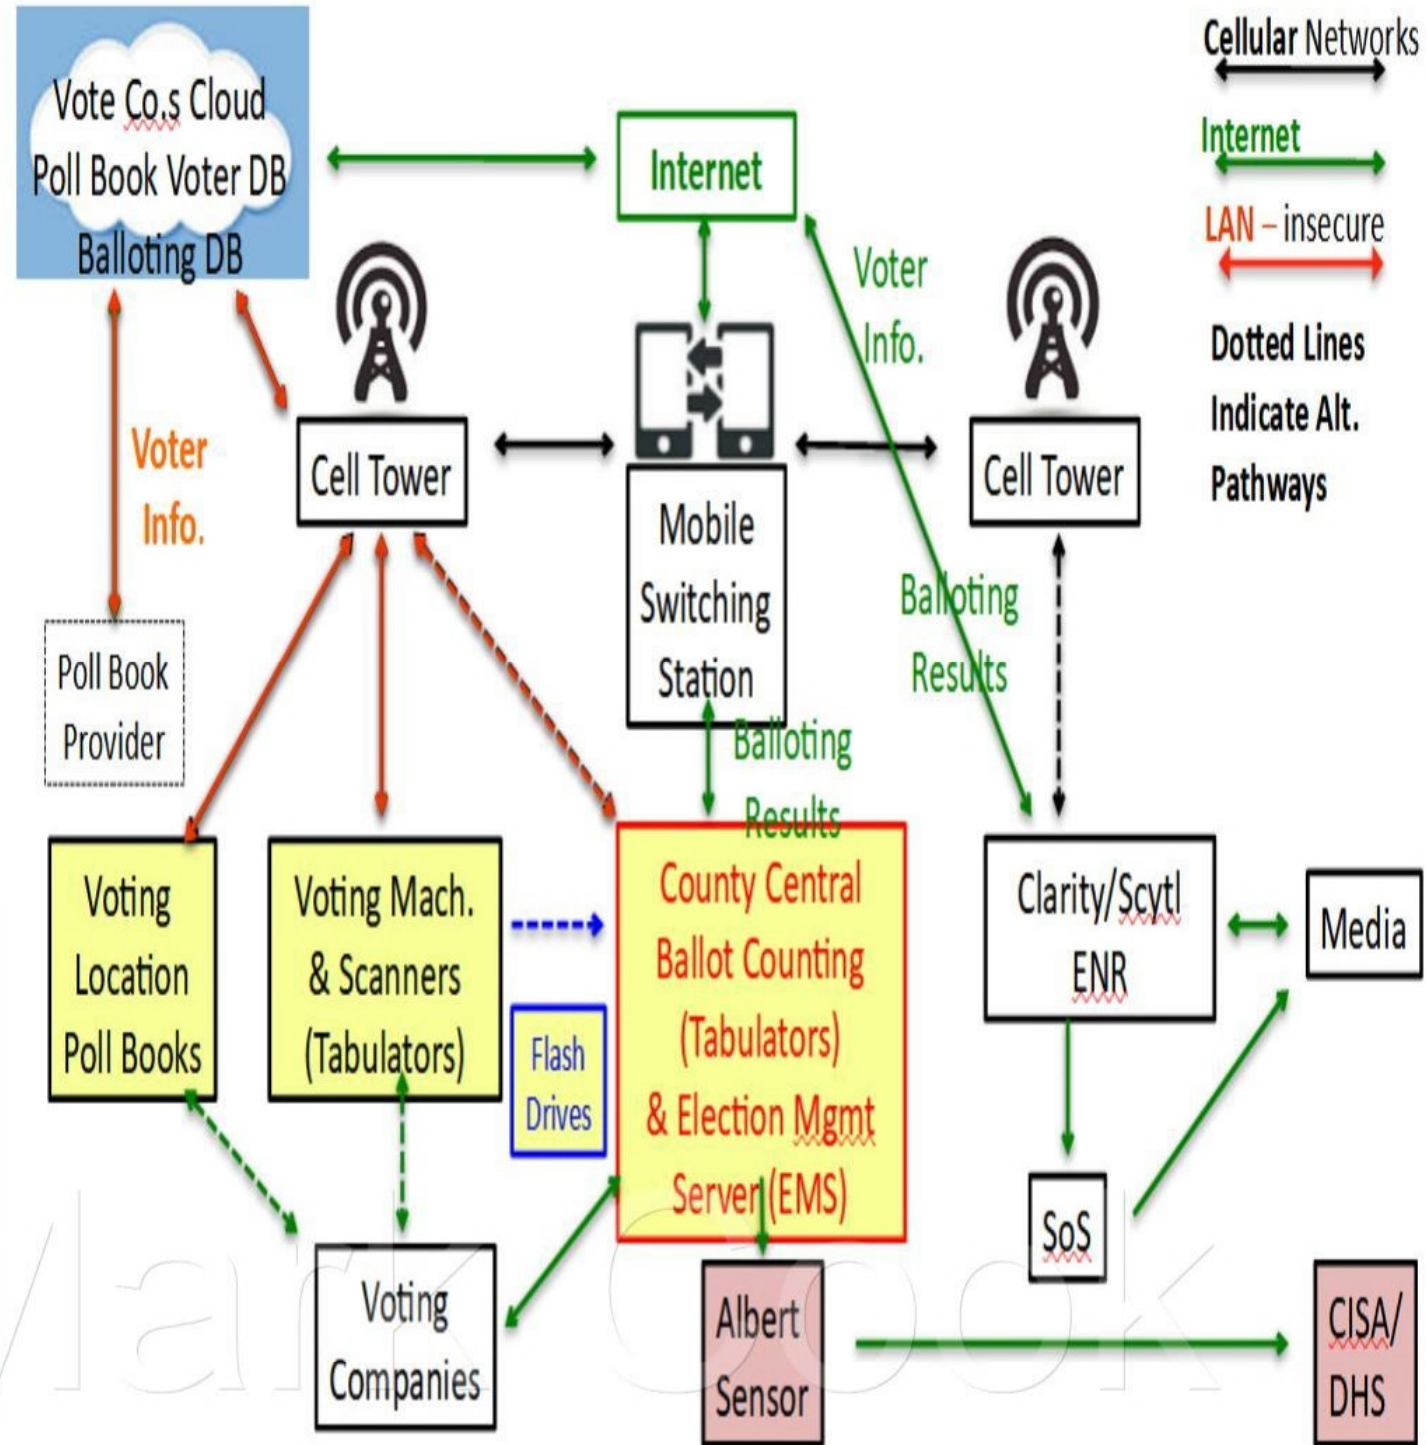 Vote Co.s Cloud
Poll Book Voter DB
Balloting DB
Internet
Cellular Networks
Internet
LAN – insecure
Dotted Lines
Indicate Alt.
Pathways
Voter
Info.
Voter
Info.
Cell Tower
Mobile
Switching
Station
Cell Tower
Balloting
Results
Poll Book
Provider
Balloting
Results
Voting
Location
Poll Books
Voting Mach.
& Scanners
(Tabulators)
Flash
Drives
County Central
Ballot Counting
(Tabulators)
& Election Mgmt
Server (EMS)
Clarity/Scytl
ENR
Media
SoS
Voting
Companies
Albert
Sensor
CISA/
DHS
Mark Cook